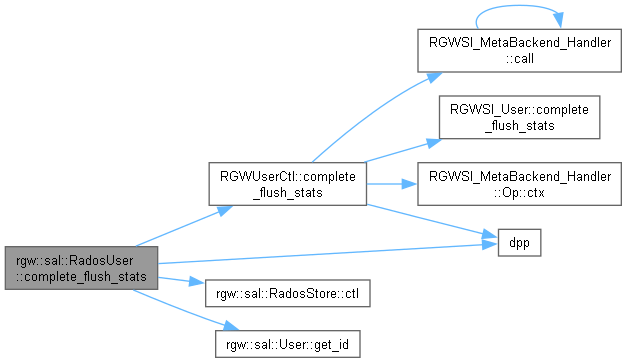 RGWSI_MetaBackend_Handler
::call
RGWSI_User::complete
_flush_stats
RGWUserCtl::complete
_flush_stats
RGWSI_MetaBackend_Handler
::Op::ctx
dpp
rgw::sal::RadosUser
::complete_flush_stats
rgw::sal::RadosStore::ctl
rgw::sal::User::get_id